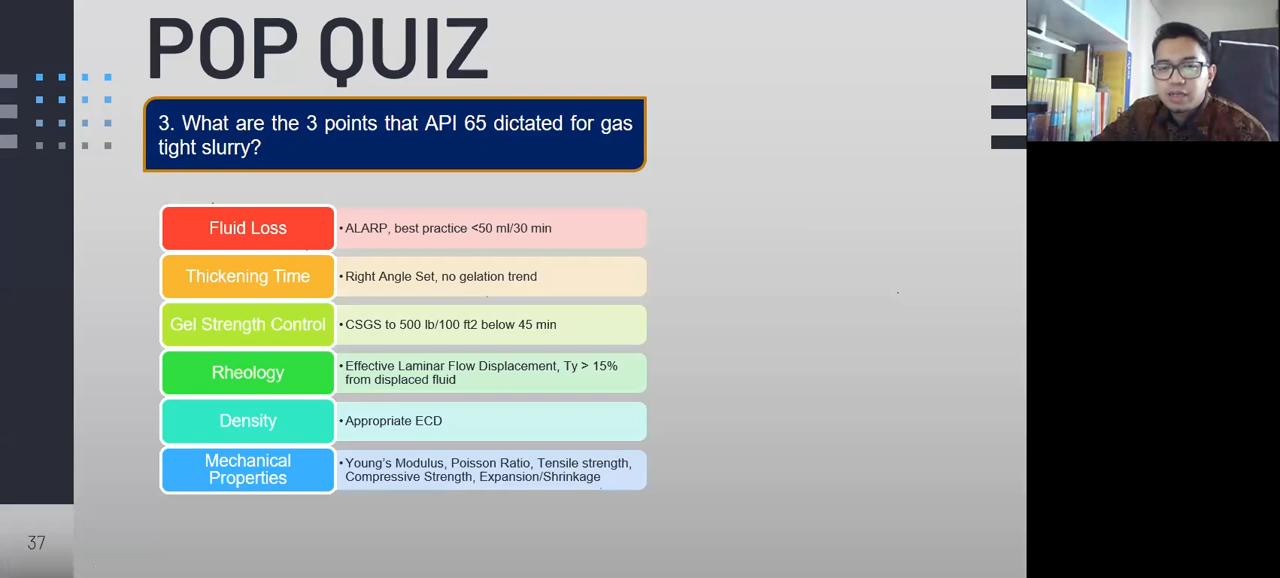 POP QUIZ
3. What are the 3 points that API 65 dictated for gas
tight slurry?
Fluid Loss
•ALARP, best practice <50 ml/30 min
Thickening Time
•Right Angle Set, no gelation trend
Gel Strength Control
•CSGS to 500 lb/100 ft2 below 45 min
Rheology
•Effective Laminar Flow Displacement, Ty > 15%
from displaced fluid
Density
•Appropriate ECD
Mechanical
Properties
•Young's Modulus, Poisson Ratio, Tensile strength,
Compressive Strength, Expansion/Shrinkage
37